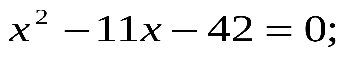 x² − 11x − 42 = 0;